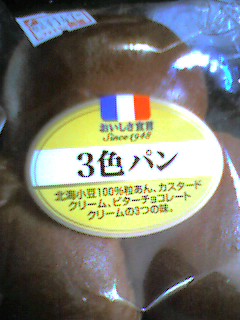 おいしさ宣言
Since 1948
3色パン
北海小豆100%粒あん、カスタード
クリーム、ビターチョコレート
クリームの3つの味。